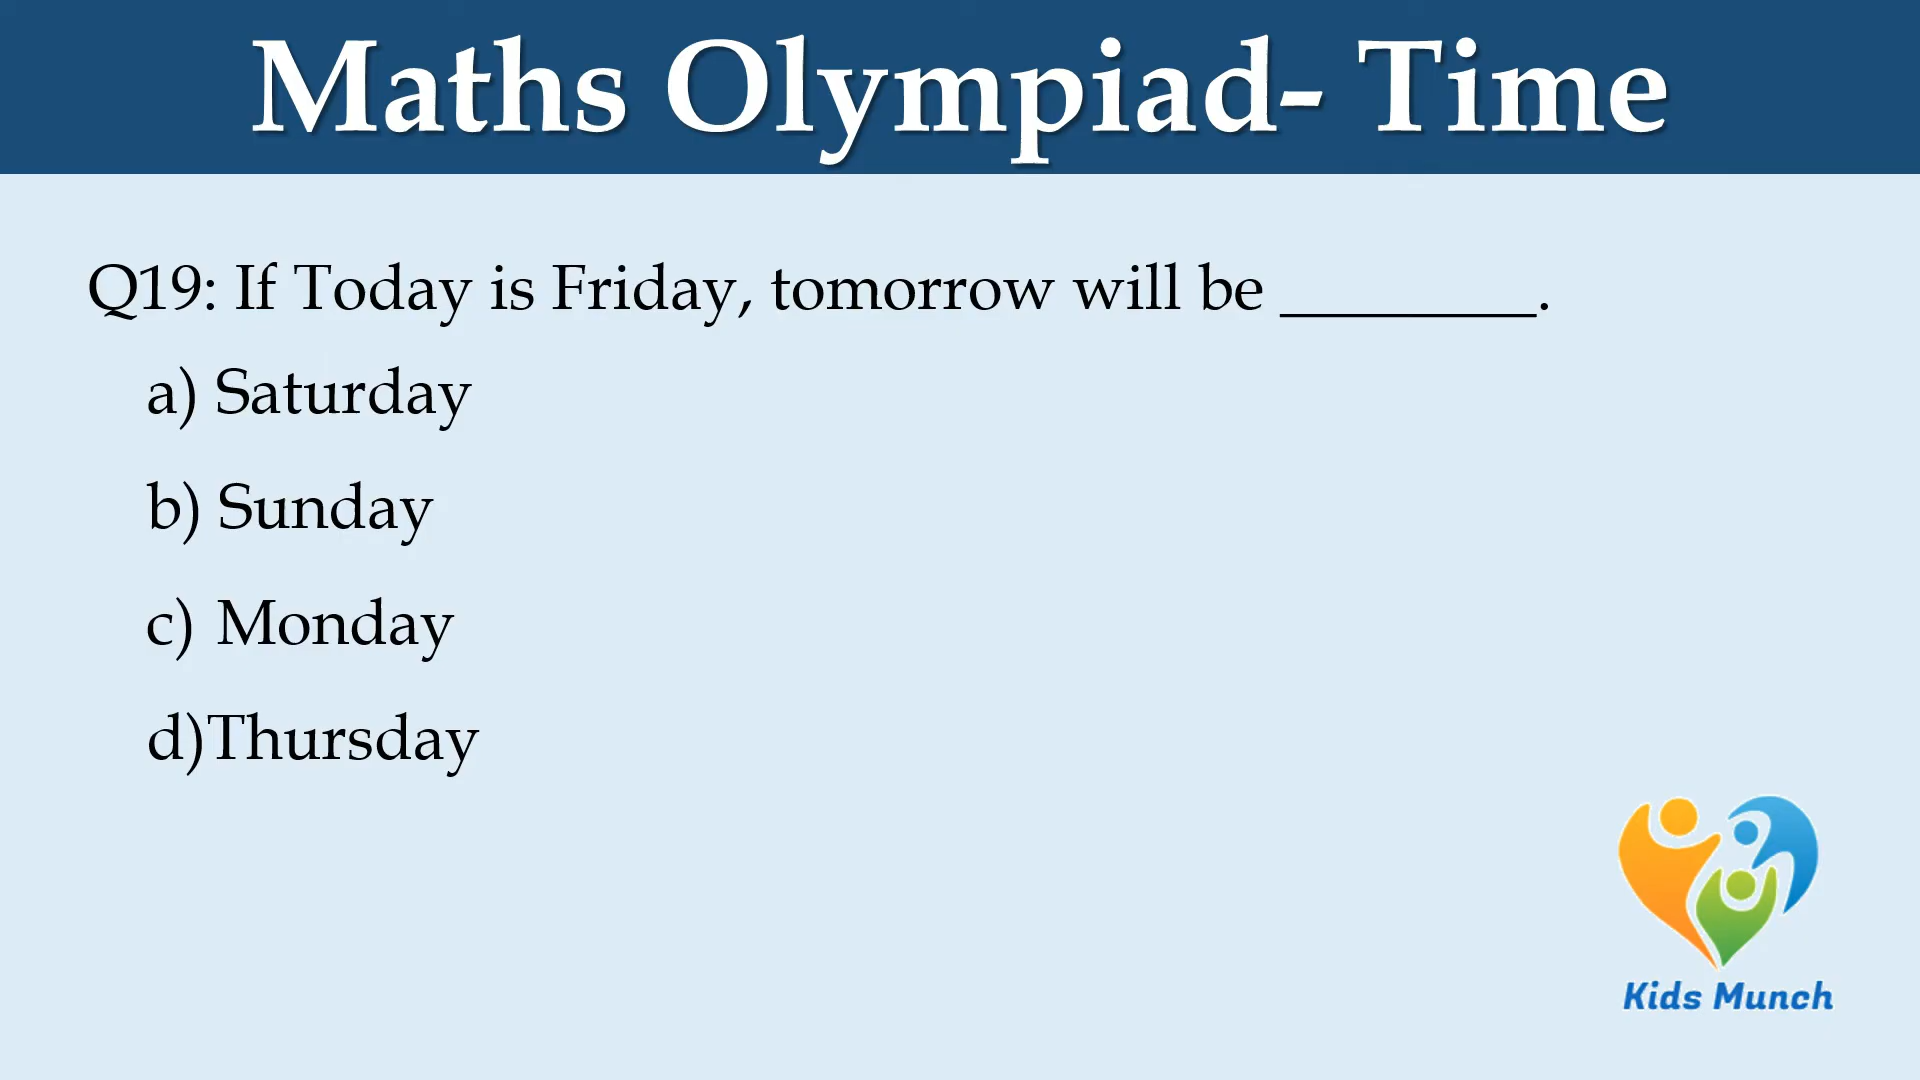 Maths Olympiad- Time
Q19: If Today is Friday, tomorrow will be ________.
a) Saturday
b) Sunday
c) Monday
d)Thursday
Kids Munch